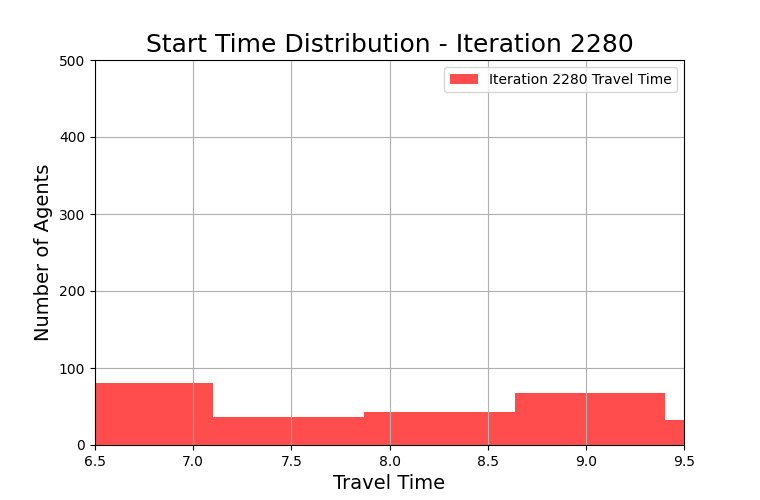 Start Time Distribution - Iteration 2280
Iteration 2280 Travel Time
Number of Agents
500
400
300
200
100
0
6.5 7.0 7.5 8.0 8.5 9.0 9.5
Travel Time